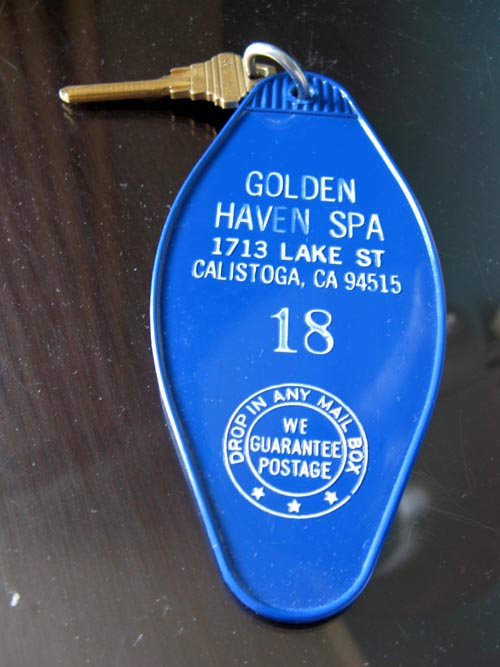 GOLDEN
HAVEN SPA
1713 LAKE ST
CALISTOGA, CA 94515
18
DROP IN ANY MAIL BOX
WE
GUARANTEE
POSTAGE